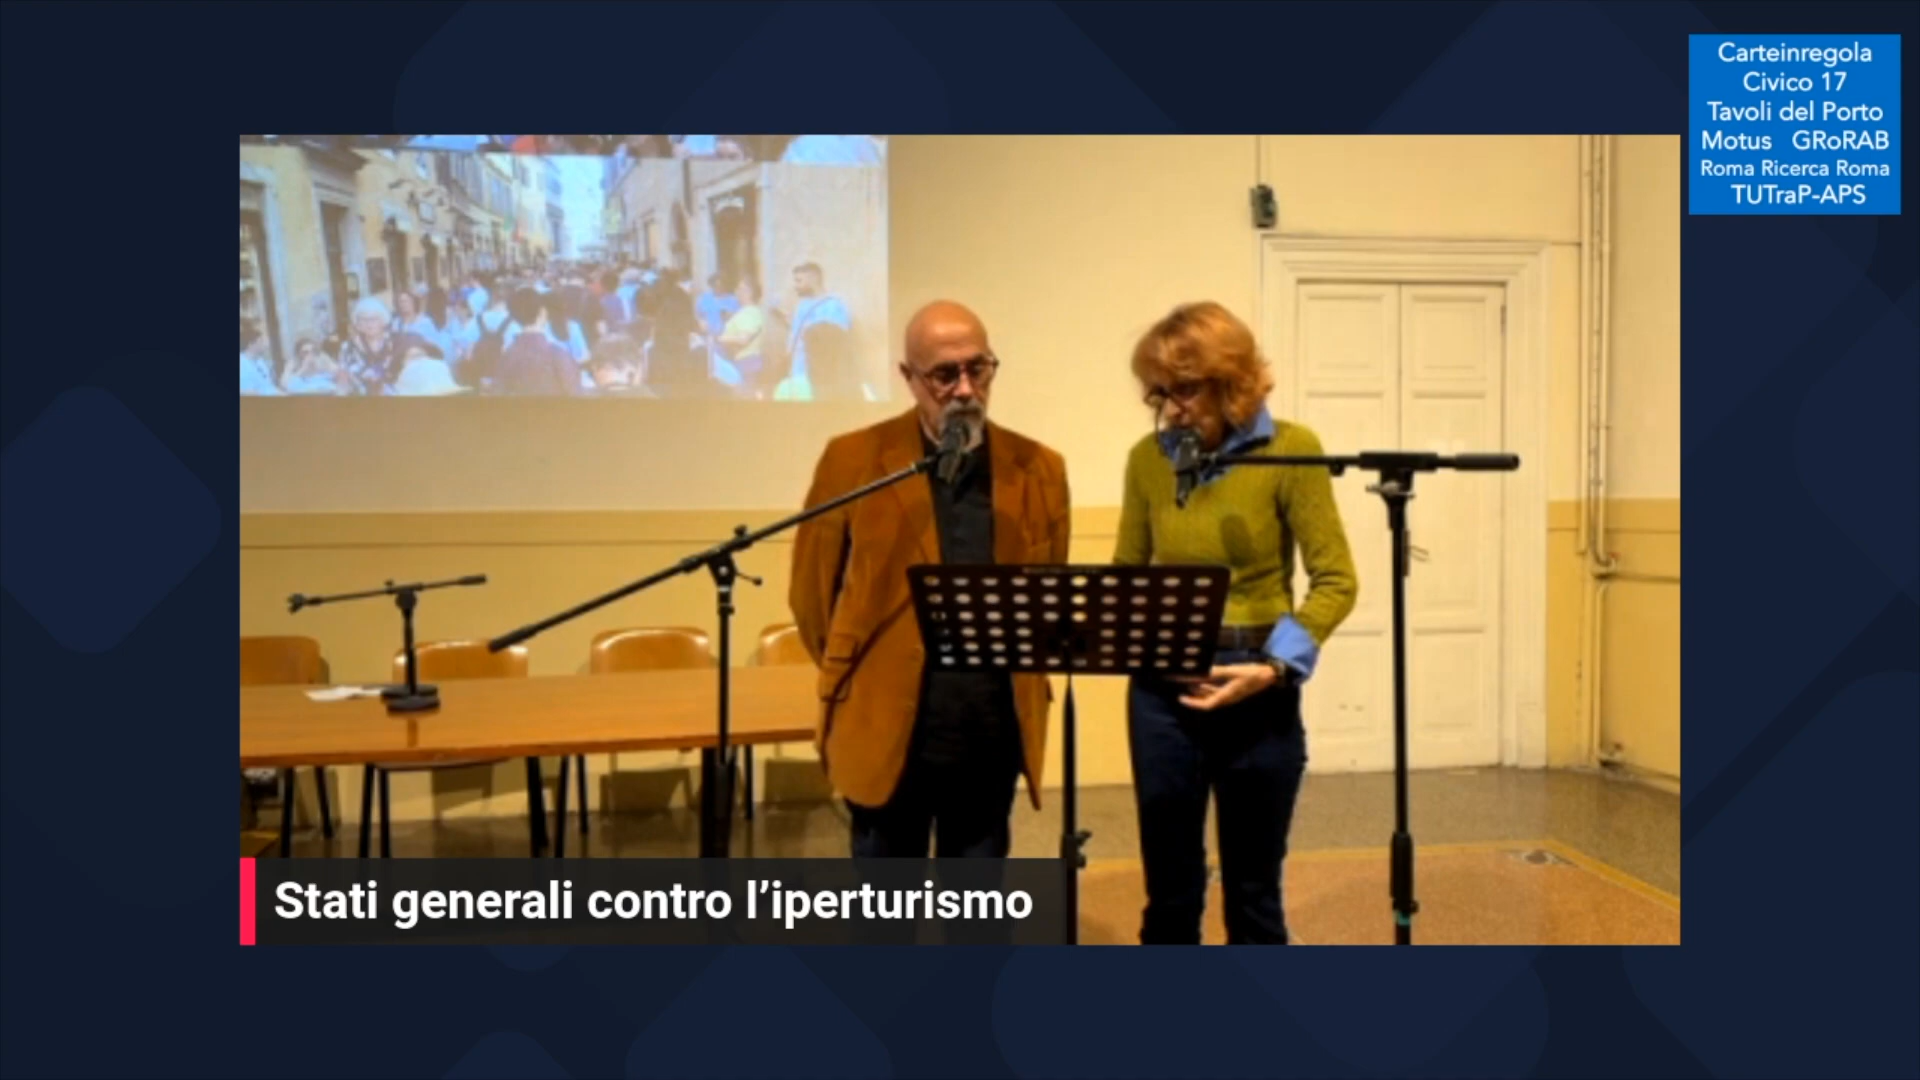 Carteinregola
Civico 17
Tavoli del Porto
Motus GRoRAB
Roma Ricerca Roma
TUTraP-APS
Stati generali contro l’iperturismo